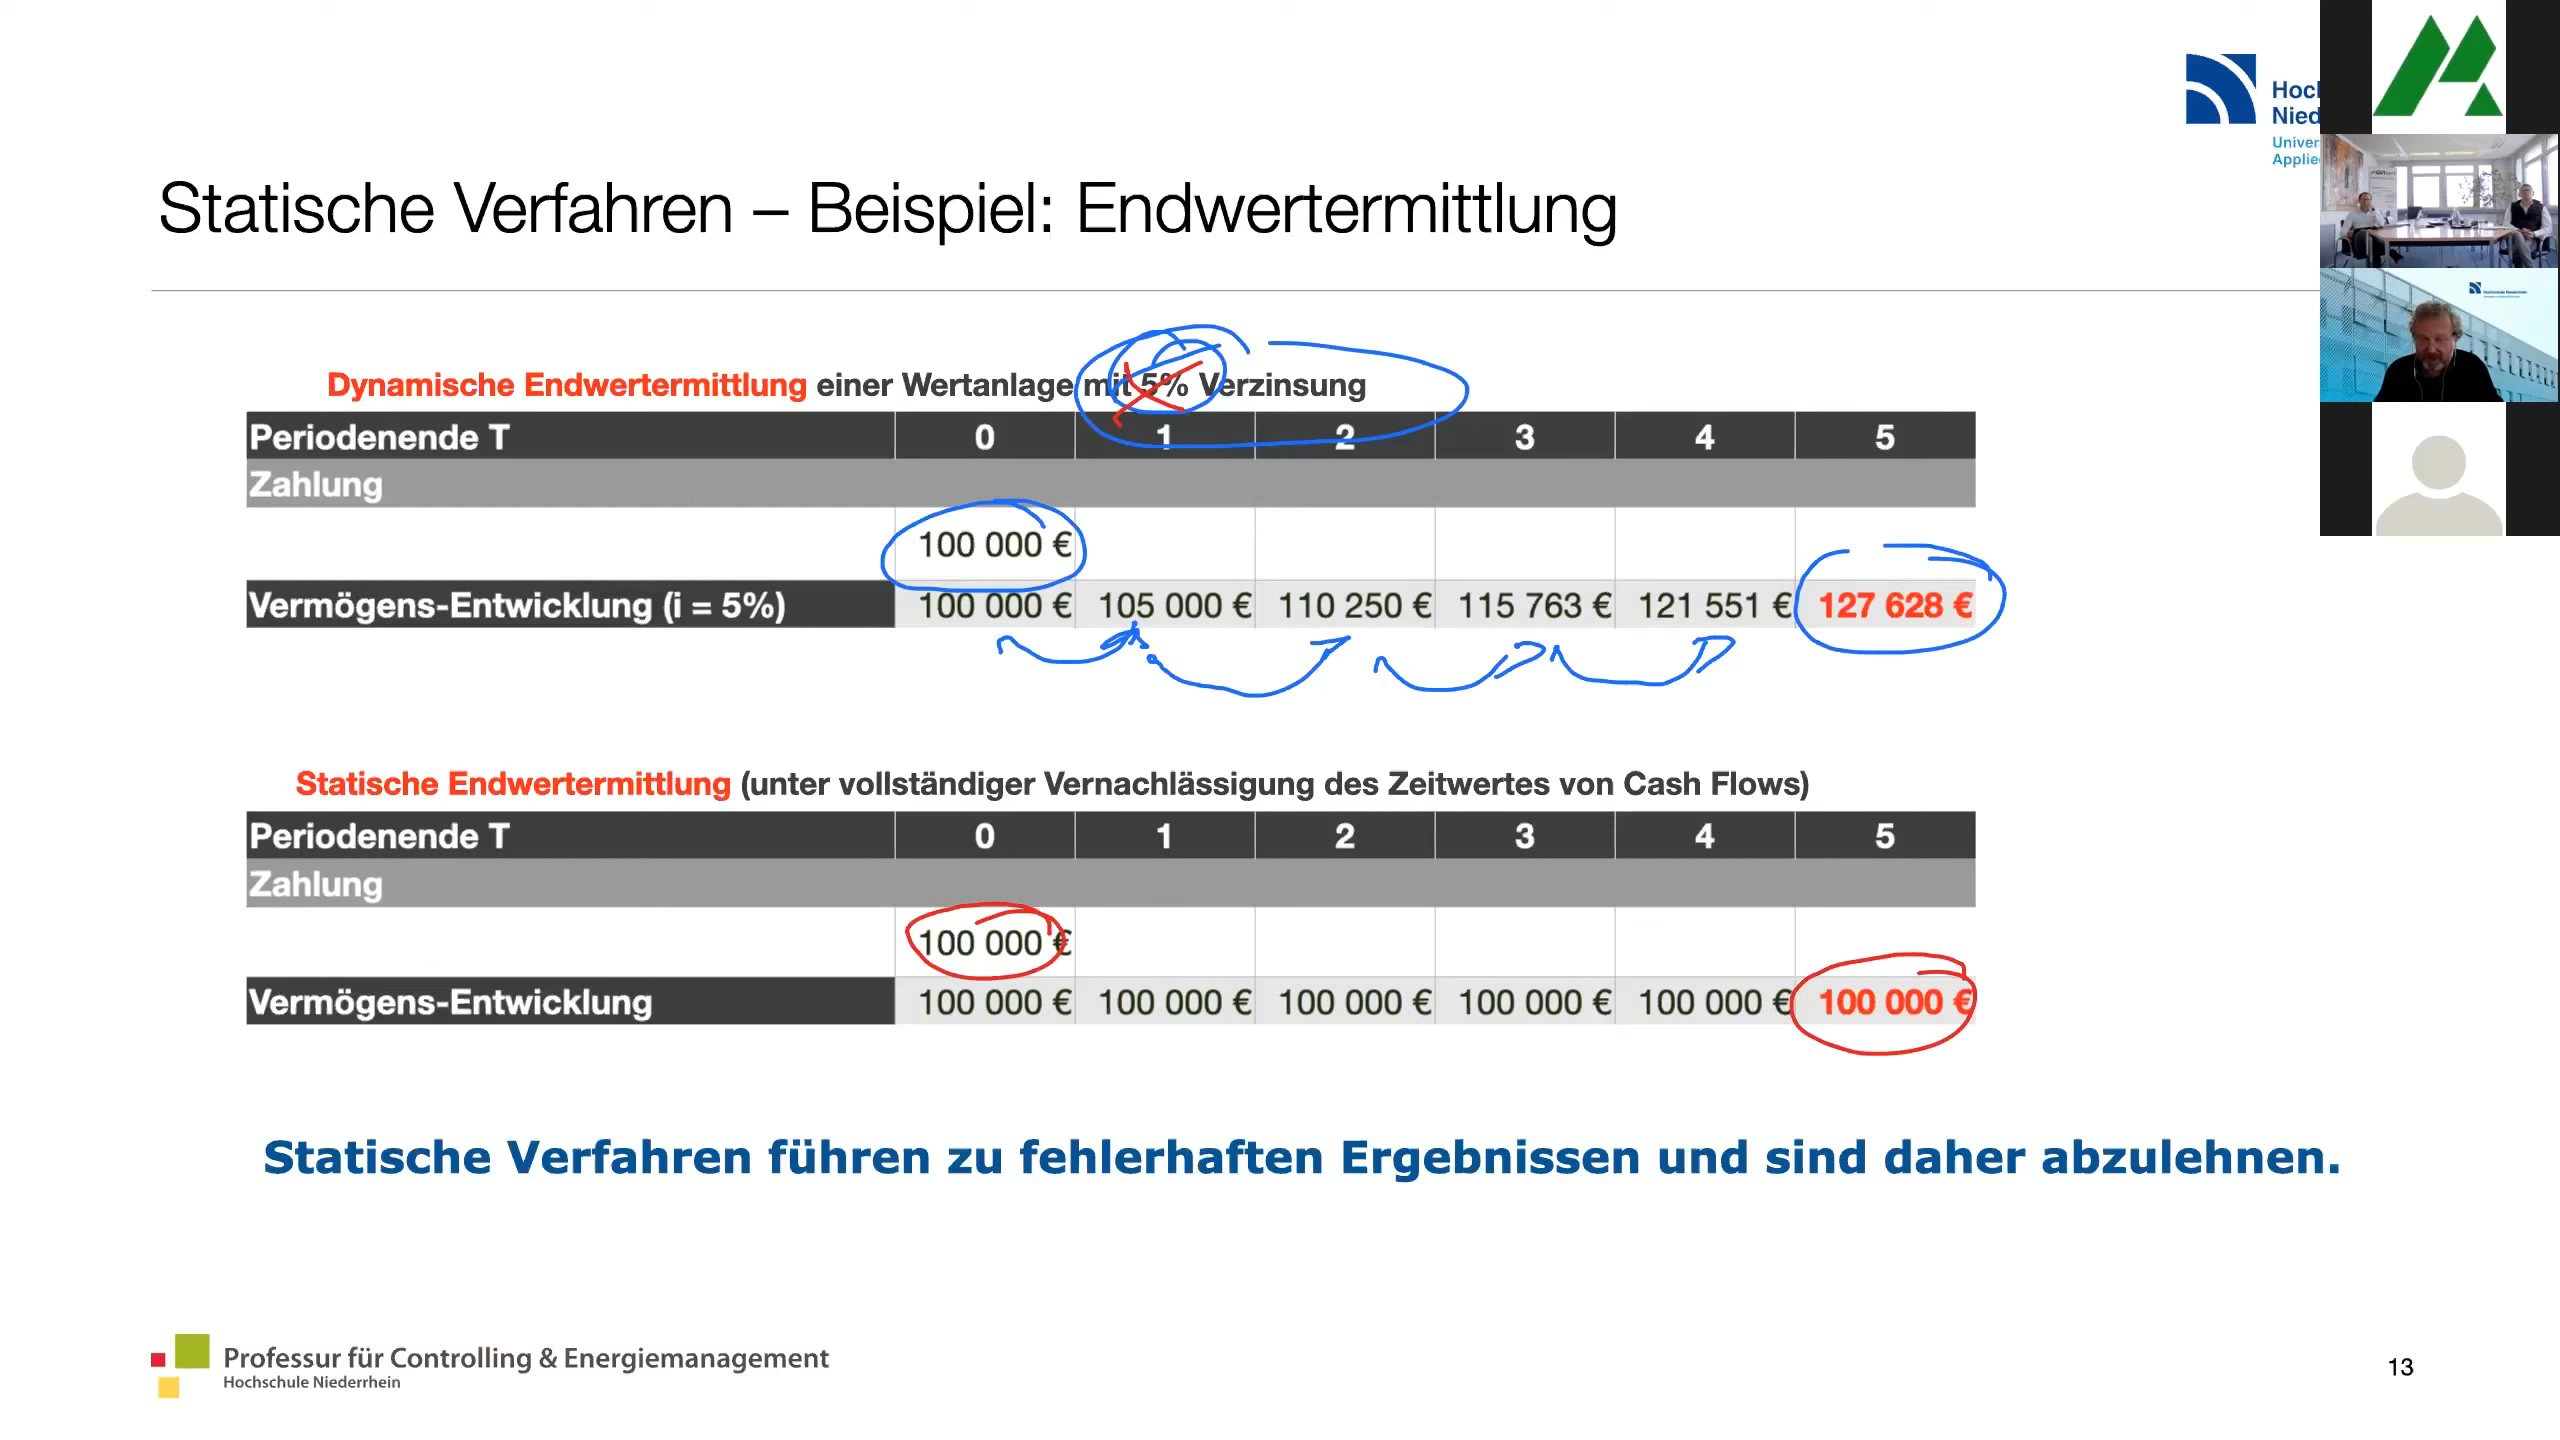 Hoch
Nied
Univer
Applie
Statische Verfahren – Beispiel: Endwertermittlung
Dynamische Endwertermittlung einer Wertanlage mit 5% Verzinsung
Periodenende T 0 1 2 3 4 5
Zahlung
100 000 €
Vermögens-Entwicklung (i = 5%) 100 000 € 105 000 € 110 250 € 115 763 € 121 551 € 127 628 €
Statische Endwertermittlung (unter vollständiger Vernachlässigung des Zeitwertes von Cash Flows)
Periodenende T 0 1 2 3 4 5
Zahlung
100 000 €
Vermögens-Entwicklung 100 000 € 100 000 € 100 000 € 100 000 € 100 000 € 100 000 €
Statische Verfahren führen zu fehlerhaften Ergebnissen und sind daher abzulehnen.
Professur für Controlling & Energiemanagement
Hochschule Niederrhein
13